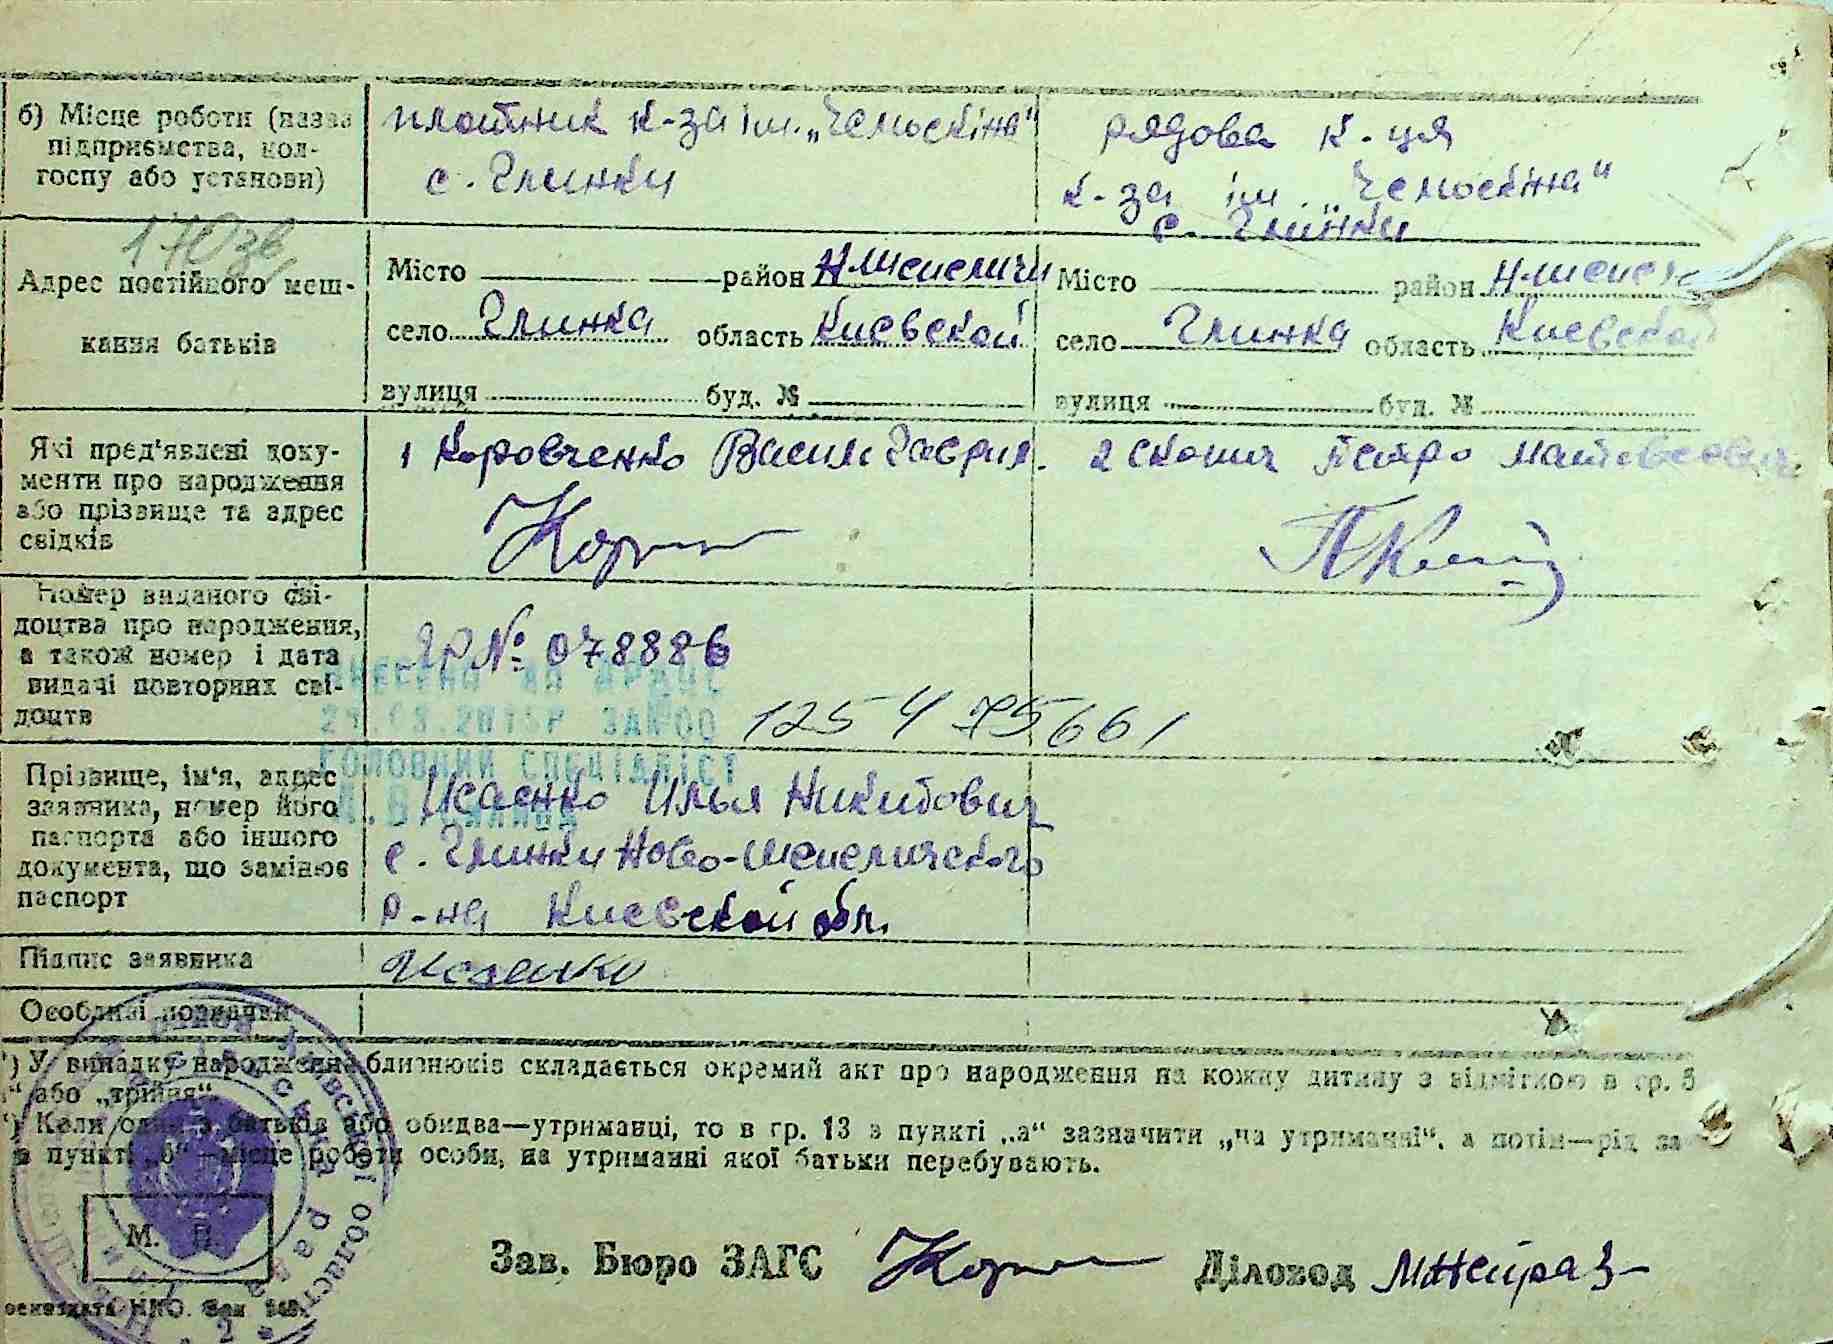 б) Місце роботи (назва підприємства, колгоспу або установи)
плотник к-за ім. „Челюскіна"
с. Глинки
рядова к-ця
к-за ім. „Челюскіна"
с. Глинки
Адрес постійного мешкання батьків
Місто район Н-шепеличи
село Глинка область Киевской
вулиця буд. №
Місто район
село Глинка область Киевской
вулиця буд. №
Які пред'явлені документи про народження або прізвище та адрес свідків
1 Коровченко Васил Гаврил.
2 Петро
Номер виданого свідоцтва про народження, а також номер і дата видачі повторних свідоцтв
№ 078886
ГОЛОВНИЙ СПЕЦІАЛІСТ
Прізвище, ім'я, адрес заявника, номер його паспорта або іншого документа, що замінює паспорт
Исаенко Илья Никитович
с. Глинки Ново-Шепеличского
р-на Киевской обл.
Підпис заявника
Исаенко
Особливі позначки
') У випадку народження близнюків складається окремий акт про народження на кожну дитину з відміткою в гр. 5
" або „трійня".
') Коли один з батьків або обидва—утриманці, то в гр. 13 в пункті „а" зазначити „на утриманні", а потім—рід за-
в пункті „б"—місце роботи особи, на утриманні якої батьки перебувають.
М. П.
Зав. Бюро ЗАГС
Діловод